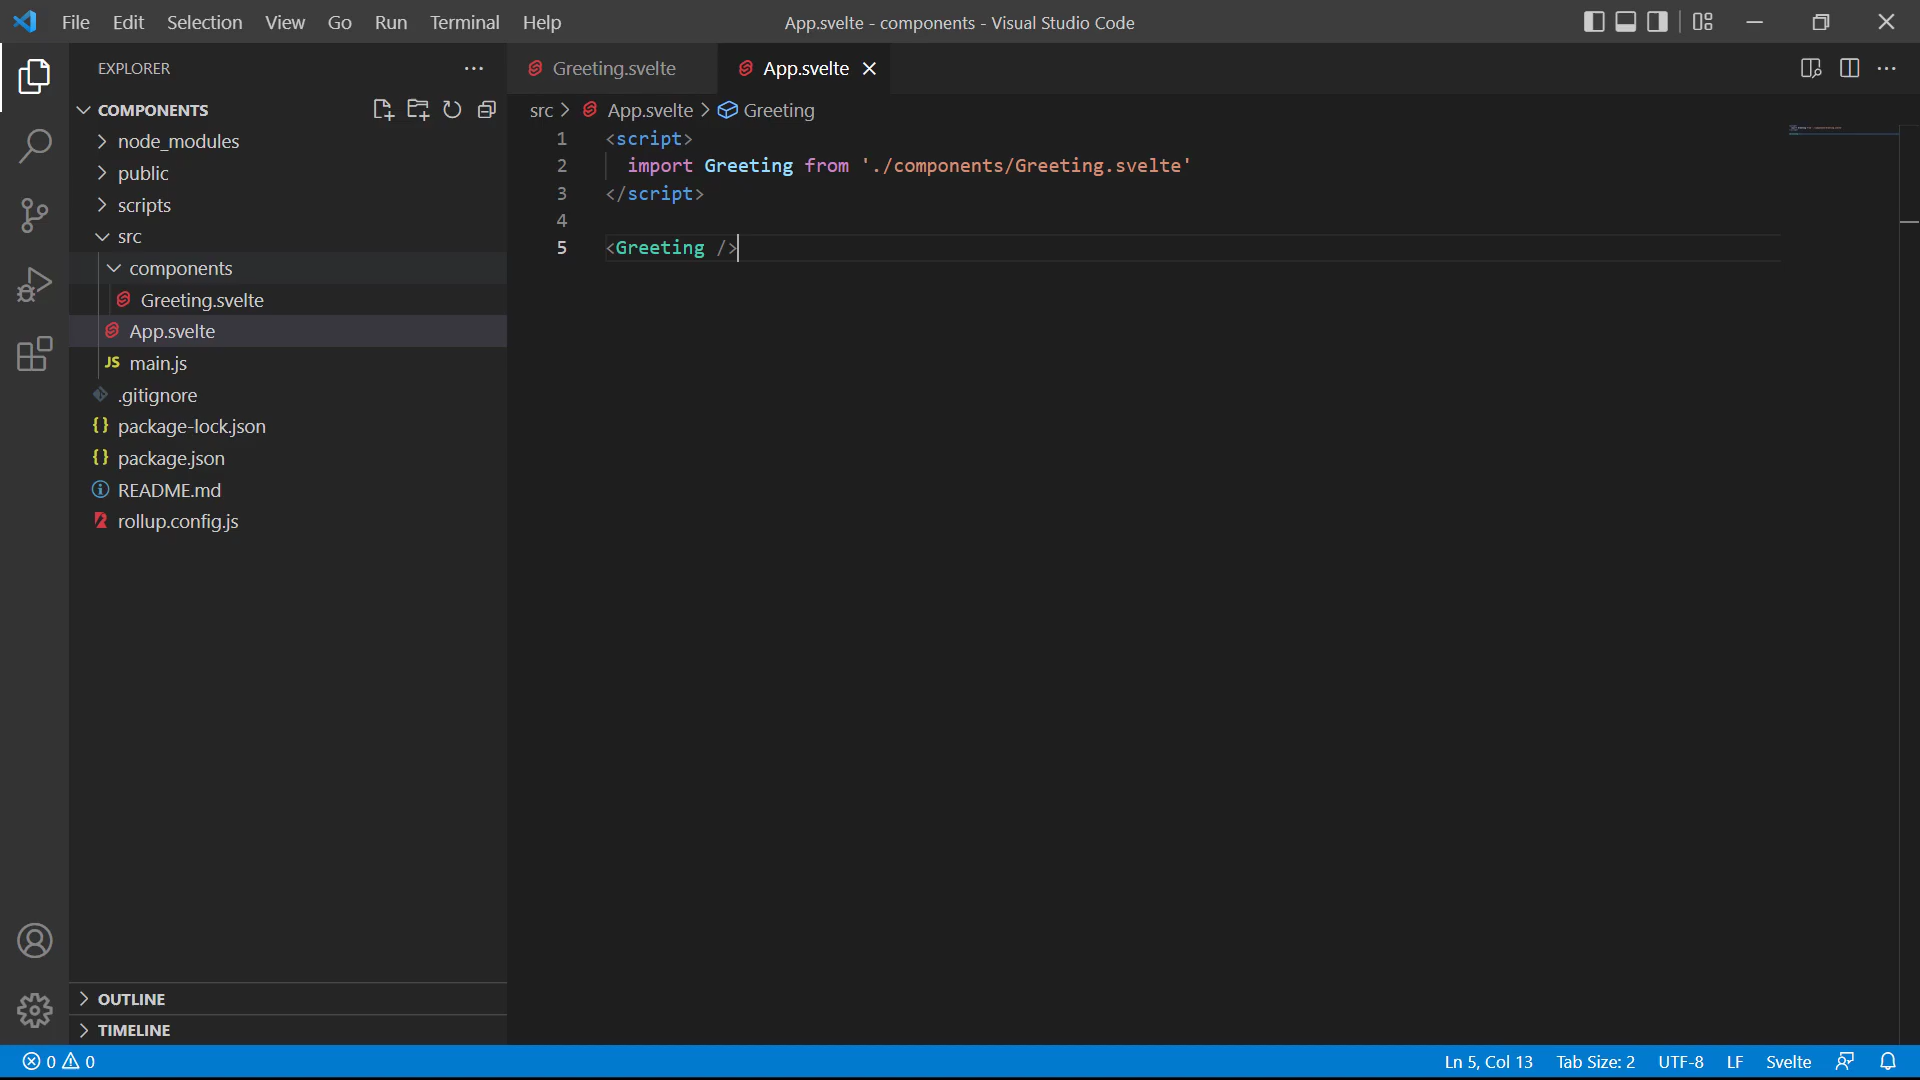 File Edit Selection View Go Run Terminal Help
App.svelte - components - Visual Studio Code
EXPLORER
COMPONENTS
node_modules
public
scripts
src
components
Greeting.svelte
App.svelte
JS main.js
.gitignore
{} package-lock.json
{} package.json
README.md
rollup.config.js
OUTLINE
TIMELINE
Greeting.svelte
App.svelte
src > App.svelte > Greeting
1 <script>
2 import Greeting from './components/Greeting.svelte'
3 </script>
4
5 <Greeting />
0 0
Ln 5, Col 13 Tab Size: 2 UTF-8 LF Svelte